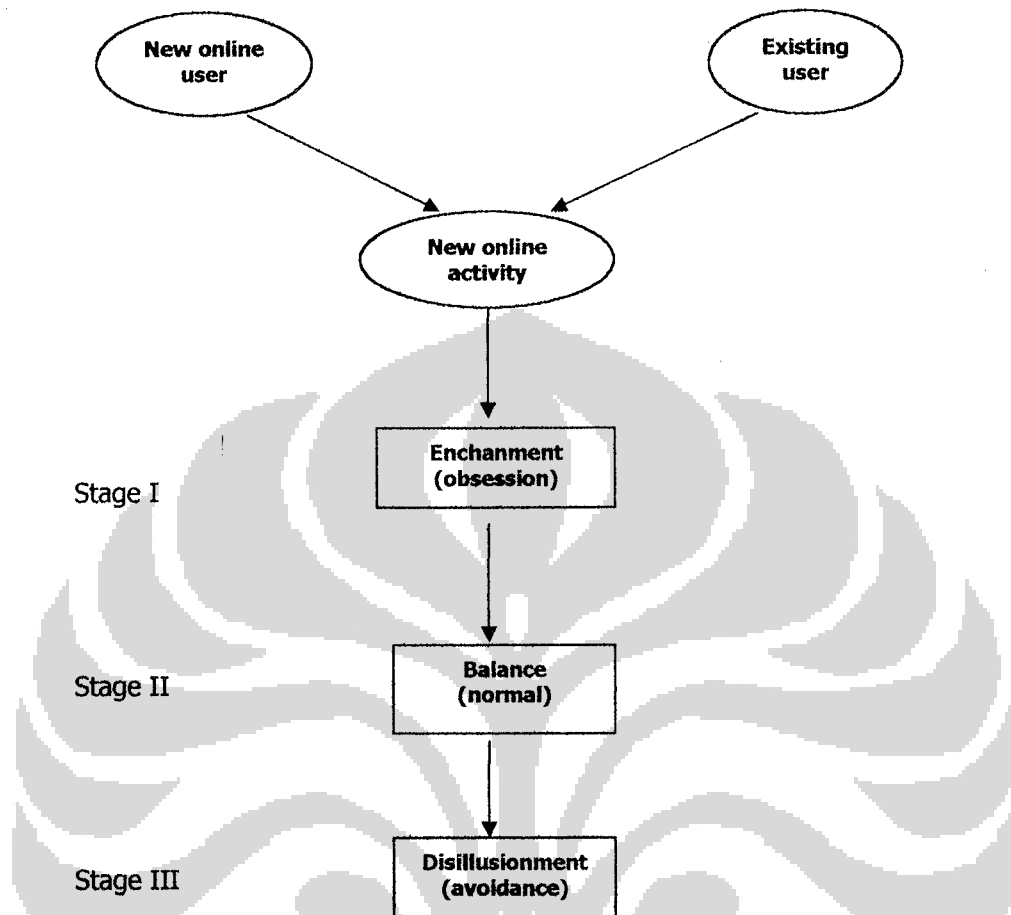 New online
user
Existing
user
New online
activity
Enchanment
(obsession)
Stage I
Balance
(normal)
Stage II
Disillusionment
(avoidance)
Stage III